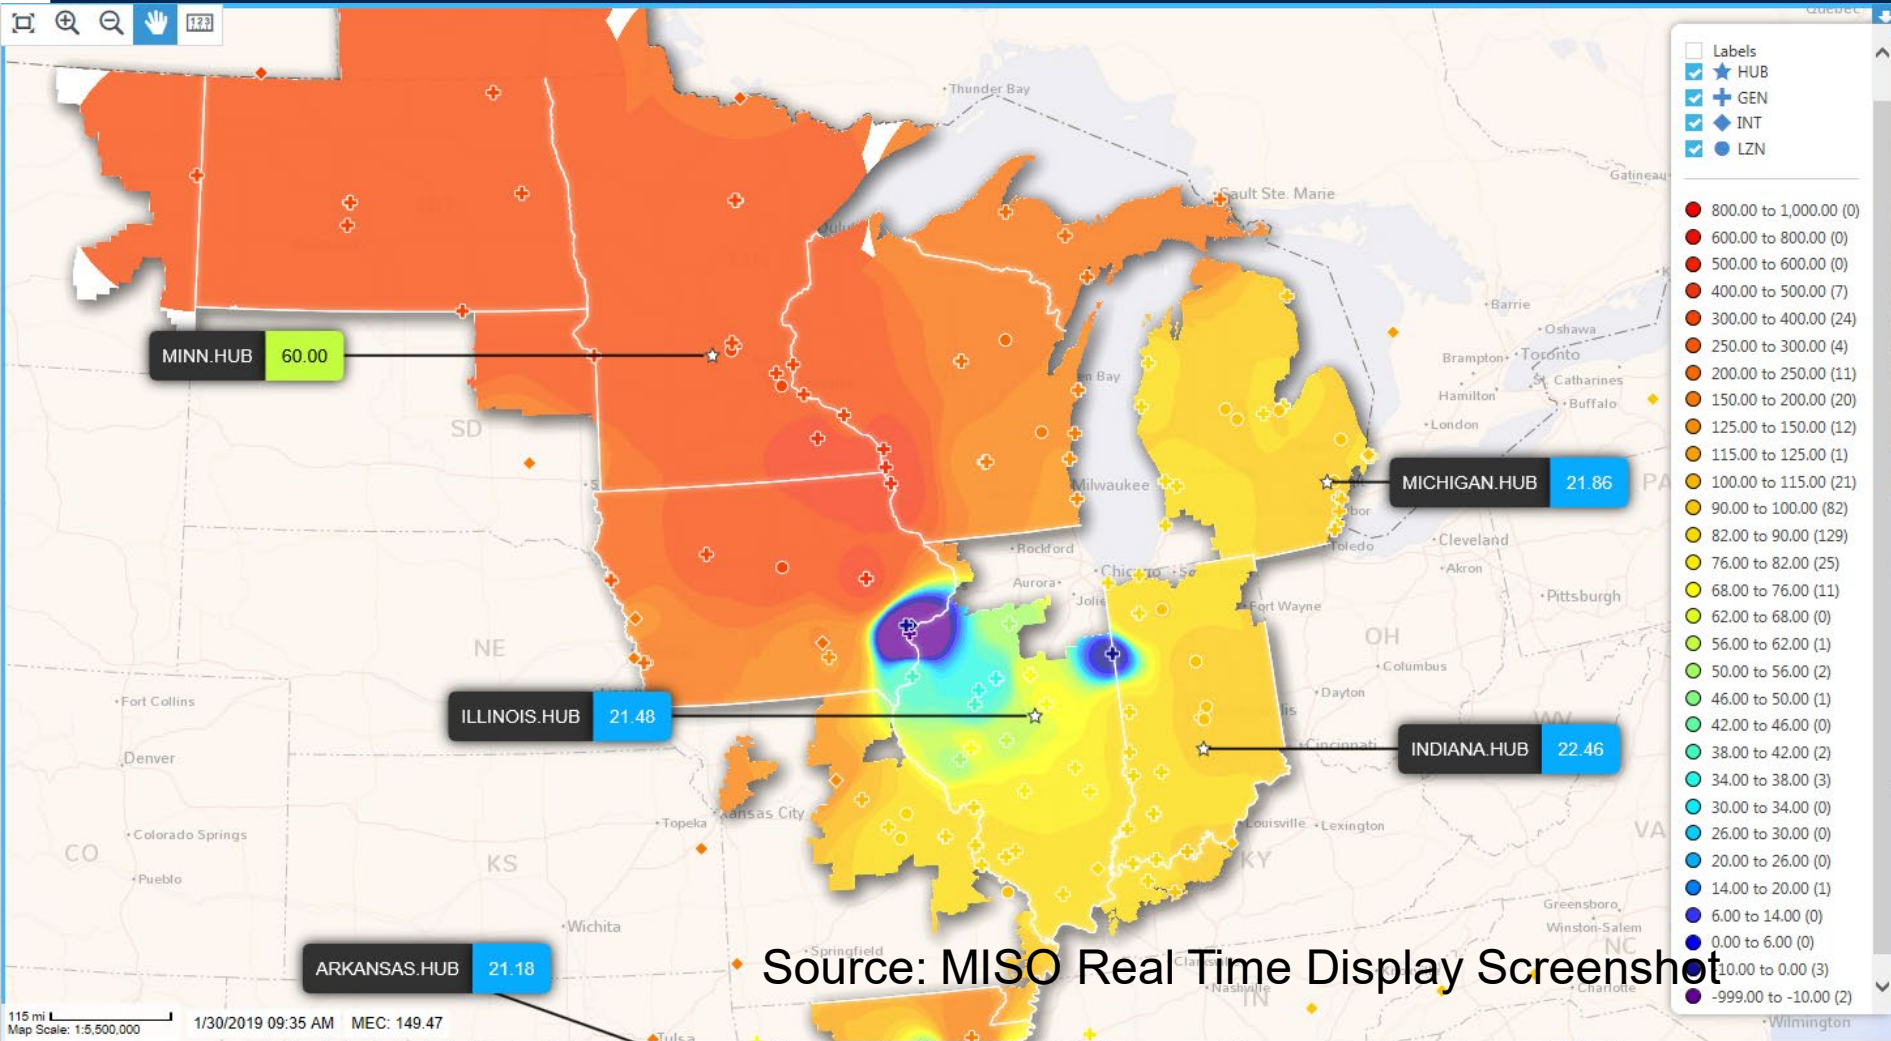 Quebec
Labels
HUB
GEN
INT
LZN
800.00 to 1,000.00 (0)
600.00 to 800.00 (0)
500.00 to 600.00 (0)
400.00 to 500.00 (7)
300.00 to 400.00 (24)
250.00 to 300.00 (4)
200.00 to 250.00 (11)
150.00 to 200.00 (20)
125.00 to 150.00 (12)
115.00 to 125.00 (1)
100.00 to 115.00 (21)
90.00 to 100.00 (82)
82.00 to 90.00 (129)
76.00 to 82.00 (25)
68.00 to 76.00 (11)
62.00 to 68.00 (0)
56.00 to 62.00 (1)
50.00 to 56.00 (2)
46.00 to 50.00 (1)
42.00 to 46.00 (0)
38.00 to 42.00 (2)
34.00 to 38.00 (3)
30.00 to 34.00 (0)
26.00 to 30.00 (0)
20.00 to 26.00 (0)
14.00 to 20.00 (1)
6.00 to 14.00 (0)
0.00 to 6.00 (0)
-10.00 to 0.00 (3)
-999.00 to -10.00 (2)
123
Thunder Bay
Gatineau
Sault Ste. Marie
Barrie
Oshawa
MINN.HUB 60.00
Brampton Toronto
St. Catharines
Hamilton
Buffalo
London
SD
MICHIGAN.HUB 21.86
PA
Milwaukee
Toledo
Cleveland
Akron
Rockford
Chicago
Aurora
Pittsburgh
Fort Wayne
OH
NE
Columbus
Dayton
Fort Collins
ILLINOIS.HUB 21.48
WV
Cincinnati
INDIANA.HUB 22.46
Denver
Kansas City
Topeka
Louisville
Lexington
VA
Colorado Springs
CO
KS
KY
Pueblo
Greensboro
Winston-Salem
NC
Wichita
Springfield
ARKANSAS.HUB 21.18
Source: MISO Real Time Display Screenshot
Nashville
TN
Charlotte
115 mi
Map Scale: 1:5,500,000
1/30/2019 09:35 AM MEC: 149.47
Tulsa
Wilmington